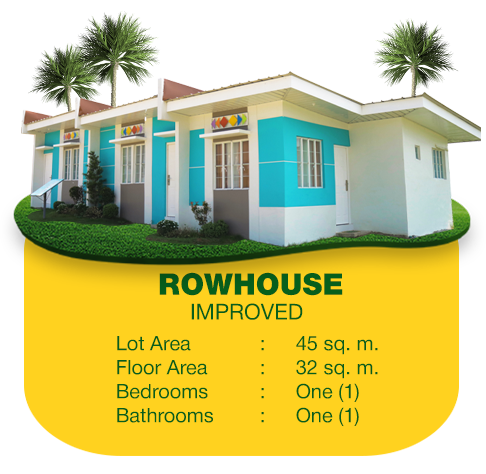 ROWHOUSE
IMPROVED
Lot Area : 45 sq. m.
Floor Area : 32 sq. m.
Bedrooms : One (1)
Bathrooms : One (1)